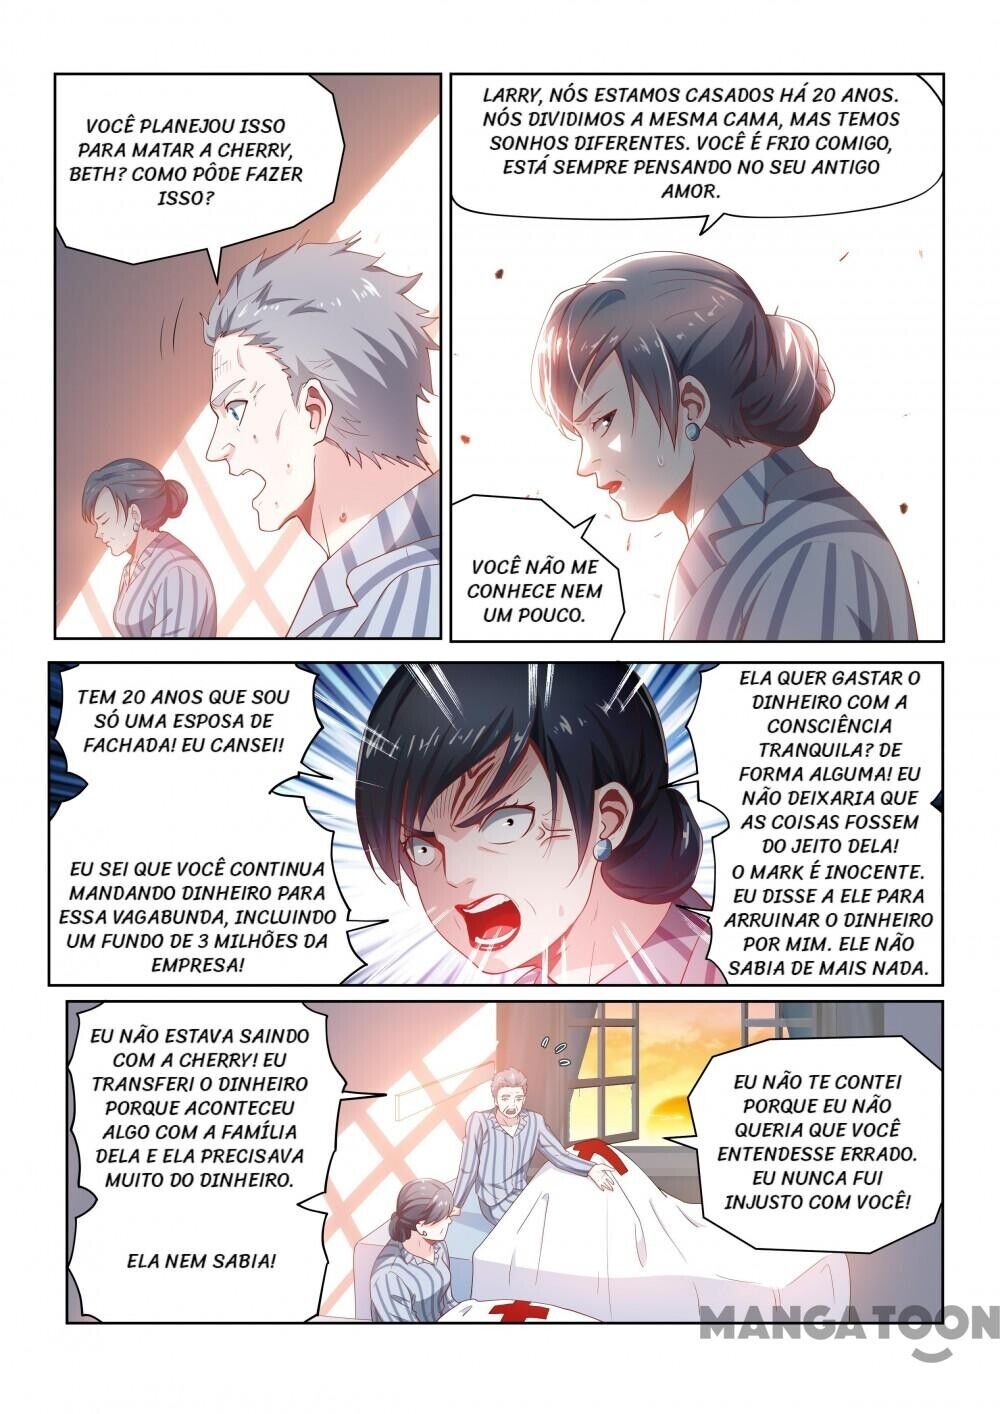 VOCÊ PLANEJOU ISSO
PARA MATAR A CHERRY,
BETH? COMO PÔDE FAZER
ISSO?
LARRY, NÓS ESTAMOS CASADOS HÁ 20 ANOS.
NÓS DIVIDIMOS A MESMA CAMA, MAS TEMOS
SONHOS DIFERENTES. VOCÊ É FRIO COMIGO,
ESTÁ SEMPRE PENSANDO NO SEU ANTIGO
AMOR.
VOCÊ NÃO ME
CONHECE NEM
UM POUCO.
TEM 20 ANOS QUE SOU
SÓ UMA ESPOSA DE
FACHADA! EU CANSEI!
EU SEI QUE VOCÊ CONTINUA
MANDANDO DINHEIRO PARA
ESSA VAGABUNDA, INCLUINDO
UM FUNDO DE 3 MILHÕES DA
EMPRESA!
ELA QUER GASTAR O
DINHEIRO COM A
CONSCIÊNCIA
TRANQUILA? DE
FORMA ALGUMA! EU
NÃO DEIXARIA QUE
AS COISAS FOSSEM
DO JEITO DELA!
O MARK É INOCENTE.
EU DISSE A ELE PARA
ARRUINAR O DINHEIRO
POR MIM. ELE NÃO
SABIA DE MAIS NADA.
EU NÃO ESTAVA SAINDO
COM A CHERRY! EU
TRANSFERI O DINHEIRO
PORQUE ACONTECEU
ALGO COM A FAMÍLIA
DELA E ELA PRECISAVA
MUITO DO DINHEIRO.
ELA NEM SABIA!
EU NÃO TE CONTEI
PORQUE EU NÃO
QUERIA QUE VOCÊ
ENTENDESSE ERRADO.
EU NUNCA FUI
INJUSTO COM VOCÊ!
MANGATOON